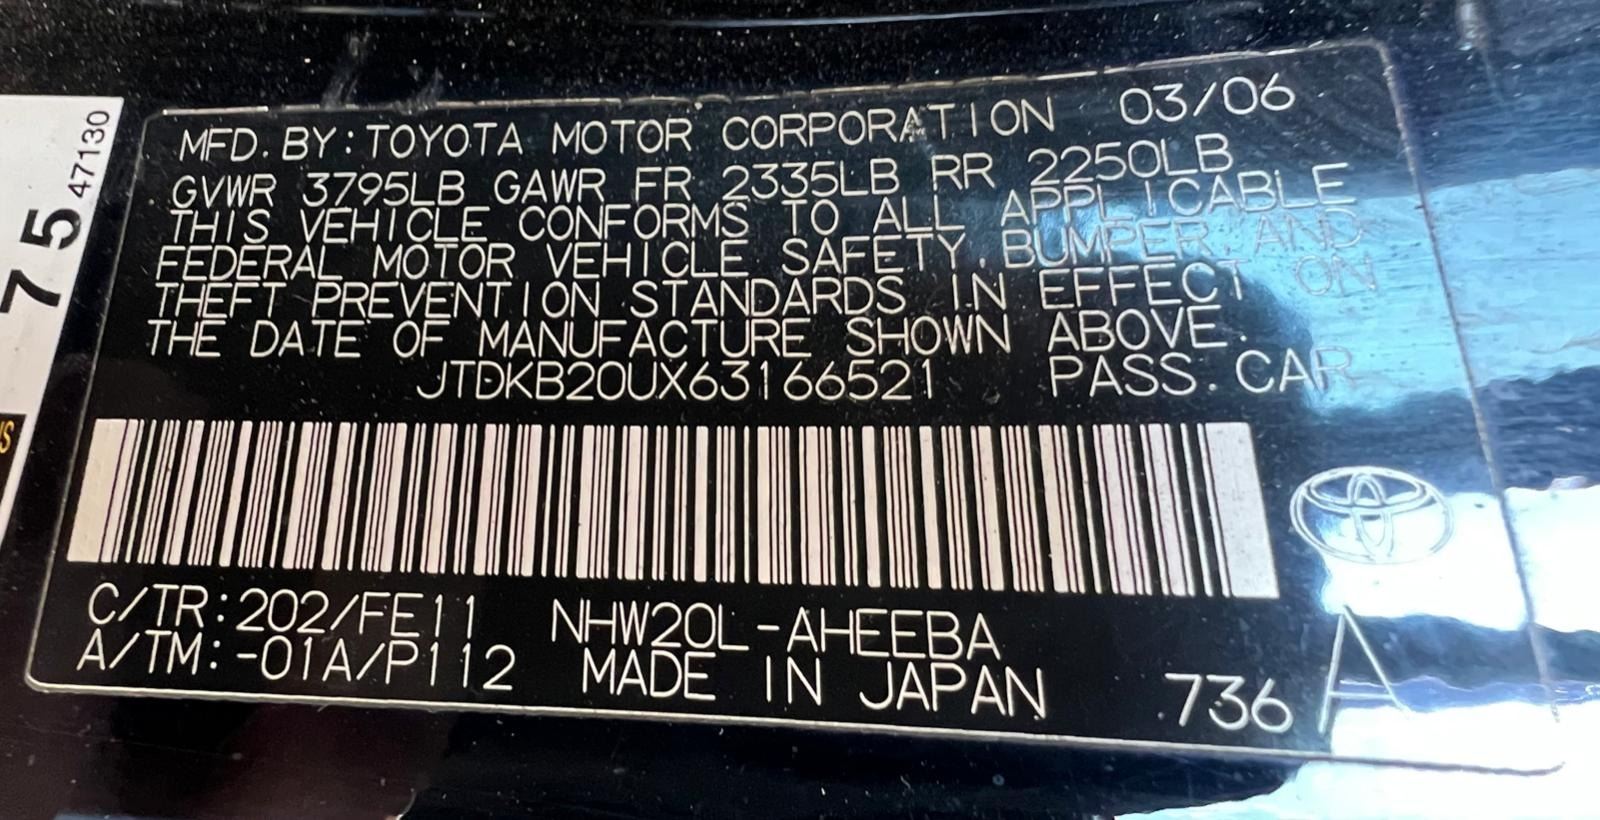 MFD. BY: TOYOTA MOTOR CORPORATION 03/06
GVWR 3795LB GAWR FR 2335LB RR 2250LB
THIS VEHICLE CONFORMS TO ALL APPLICABLE
FEDERAL MOTOR VEHICLE SAFETY, BUMPER, AND
THEFT PREVENTION STANDARDS IN EFFECT ON
THE DATE OF MANUFACTURE SHOWN ABOVE.
JTDKB20UX63166521 PASS. CAR
C/TR: 202/FE11 NHW20L-AHEEBA
A/TM: -01A/P112 MADE IN JAPAN 736 A
75
47130